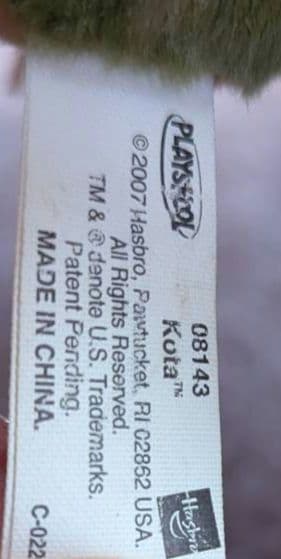 PLAYSKOOL
08143
Kota™
Hasbro
© 2007 Hasbro, Pawtucket, RI 02862 USA.
All Rights Reserved.
TM & ® denote U.S. Trademarks.
Patent Pending.
MADE IN CHINA.
C-022